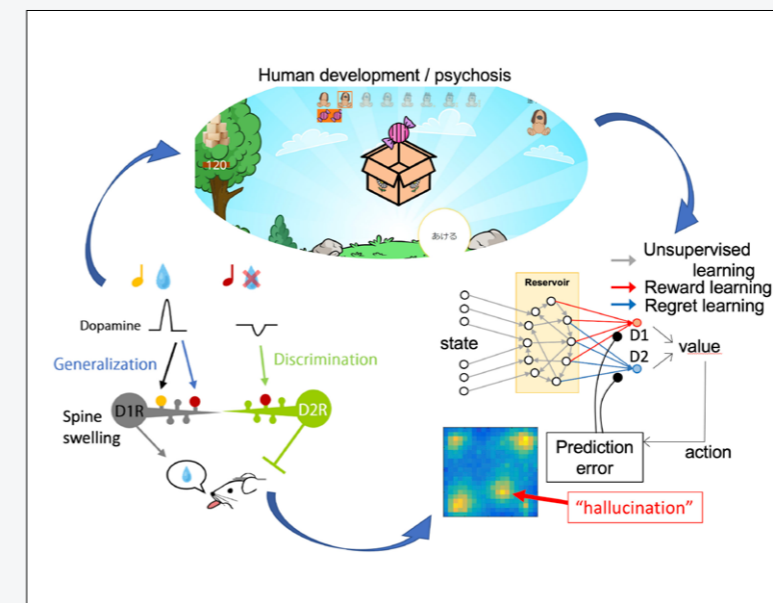 Human development / psychosis
120
あける
Unsupervised
learning
Reward learning
Regret learning
Dopamine
Generalization
Discrimination
D1R
D2R
Spine
swelling
Reservoir
state
D1
D2
value
Prediction
error
action
"hallucination"